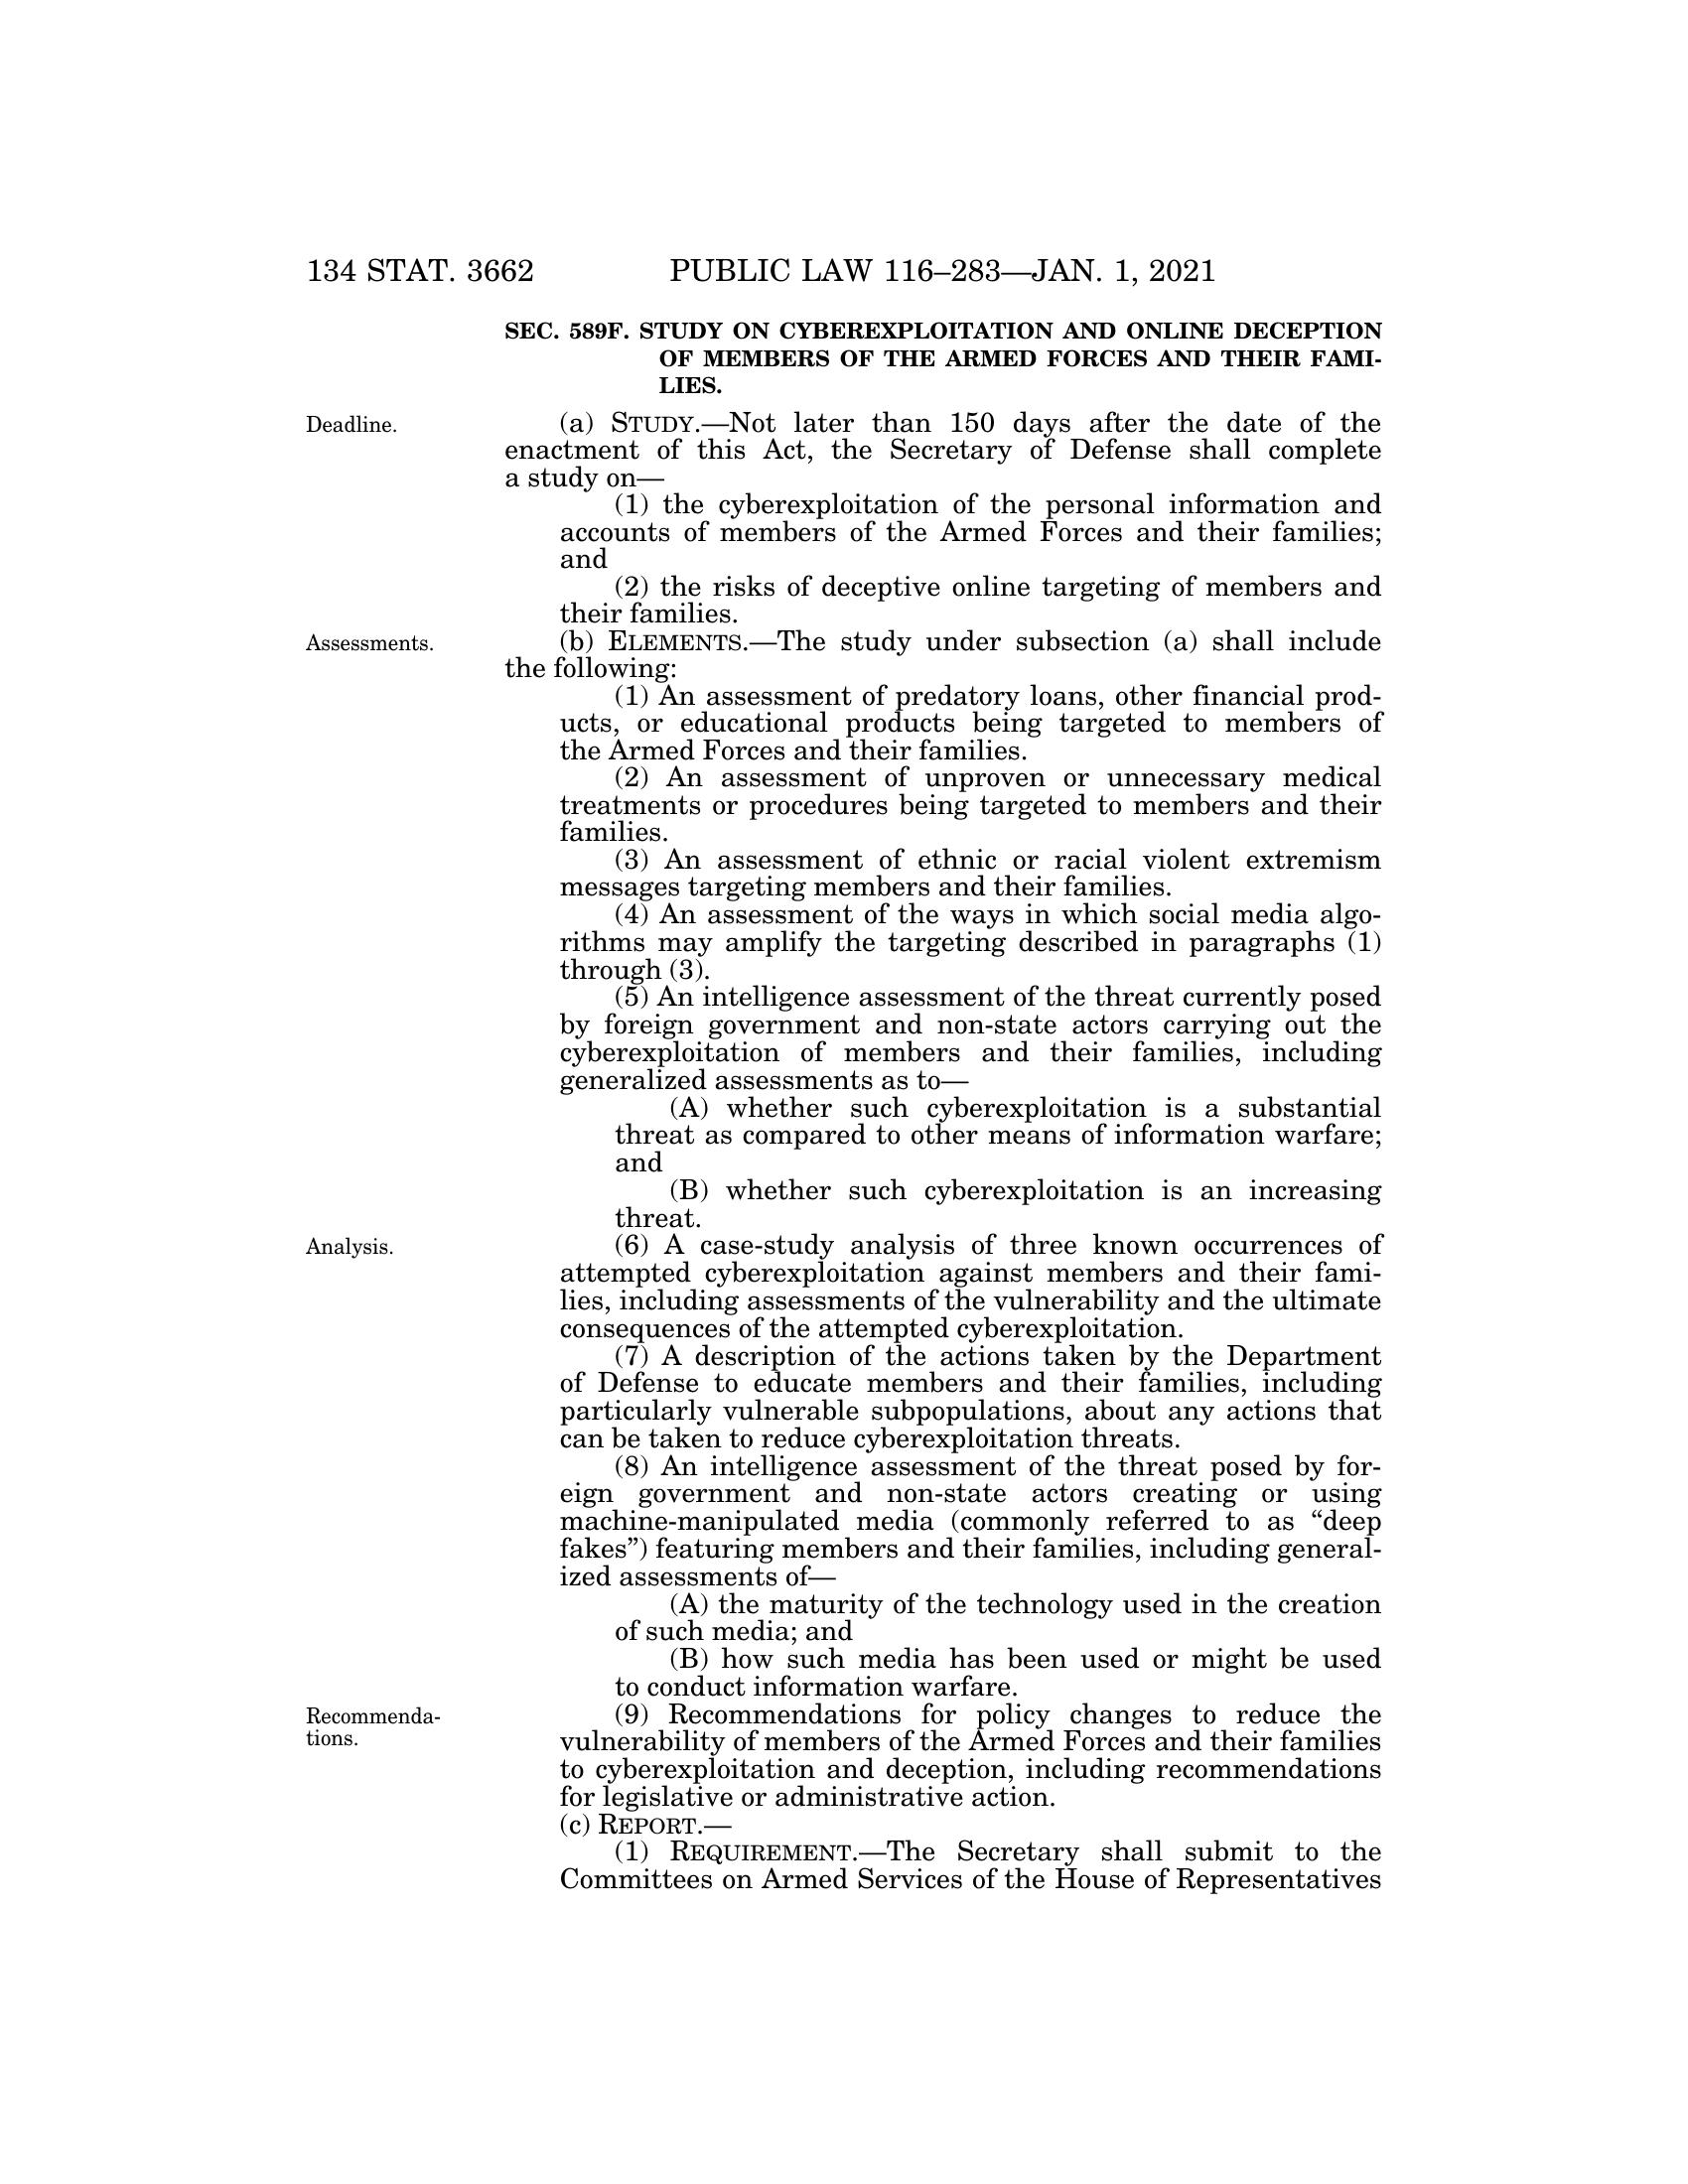 134 STAT. 3662 PUBLIC LAW 116–283—JAN. 1, 2021
SEC. 589F. STUDY ON CYBEREXPLOITATION AND ONLINE DECEPTION
OF MEMBERS OF THE ARMED FORCES AND THEIR FAMI-
LIES.
Deadline.
(a) STUDY.—Not later than 150 days after the date of the
enactment of this Act, the Secretary of Defense shall complete
a study on—
(1) the cyberexploitation of the personal information and
accounts of members of the Armed Forces and their families;
and
(2) the risks of deceptive online targeting of members and
their families.
Assessments.
(b) ELEMENTS.—The study under subsection (a) shall include
the following:
(1) An assessment of predatory loans, other financial prod-
ucts, or educational products being targeted to members of
the Armed Forces and their families.
(2) An assessment of unproven or unnecessary medical
treatments or procedures being targeted to members and their
families.
(3) An assessment of ethnic or racial violent extremism
messages targeting members and their families.
(4) An assessment of the ways in which social media algo-
rithms may amplify the targeting described in paragraphs (1)
through (3).
(5) An intelligence assessment of the threat currently posed
by foreign government and non-state actors carrying out the
cyberexploitation of members and their families, including
generalized assessments as to—
(A) whether such cyberexploitation is a substantial
threat as compared to other means of information warfare;
and
(B) whether such cyberexploitation is an increasing
threat.
Analysis.
(6) A case-study analysis of three known occurrences of
attempted cyberexploitation against members and their fami-
lies, including assessments of the vulnerability and the ultimate
consequences of the attempted cyberexploitation.
(7) A description of the actions taken by the Department
of Defense to educate members and their families, including
particularly vulnerable subpopulations, about any actions that
can be taken to reduce cyberexploitation threats.
(8) An intelligence assessment of the threat posed by for-
eign government and non-state actors creating or using
machine-manipulated media (commonly referred to as “deep
fakes”) featuring members and their families, including general-
ized assessments of—
(A) the maturity of the technology used in the creation
of such media; and
(B) how such media has been used or might be used
to conduct information warfare.
Recommenda-
tions.
(9) Recommendations for policy changes to reduce the
vulnerability of members of the Armed Forces and their families
to cyberexploitation and deception, including recommendations
for legislative or administrative action.
(c) REPORT.—
(1) REQUIREMENT.—The Secretary shall submit to the
Committees on Armed Services of the House of Representatives